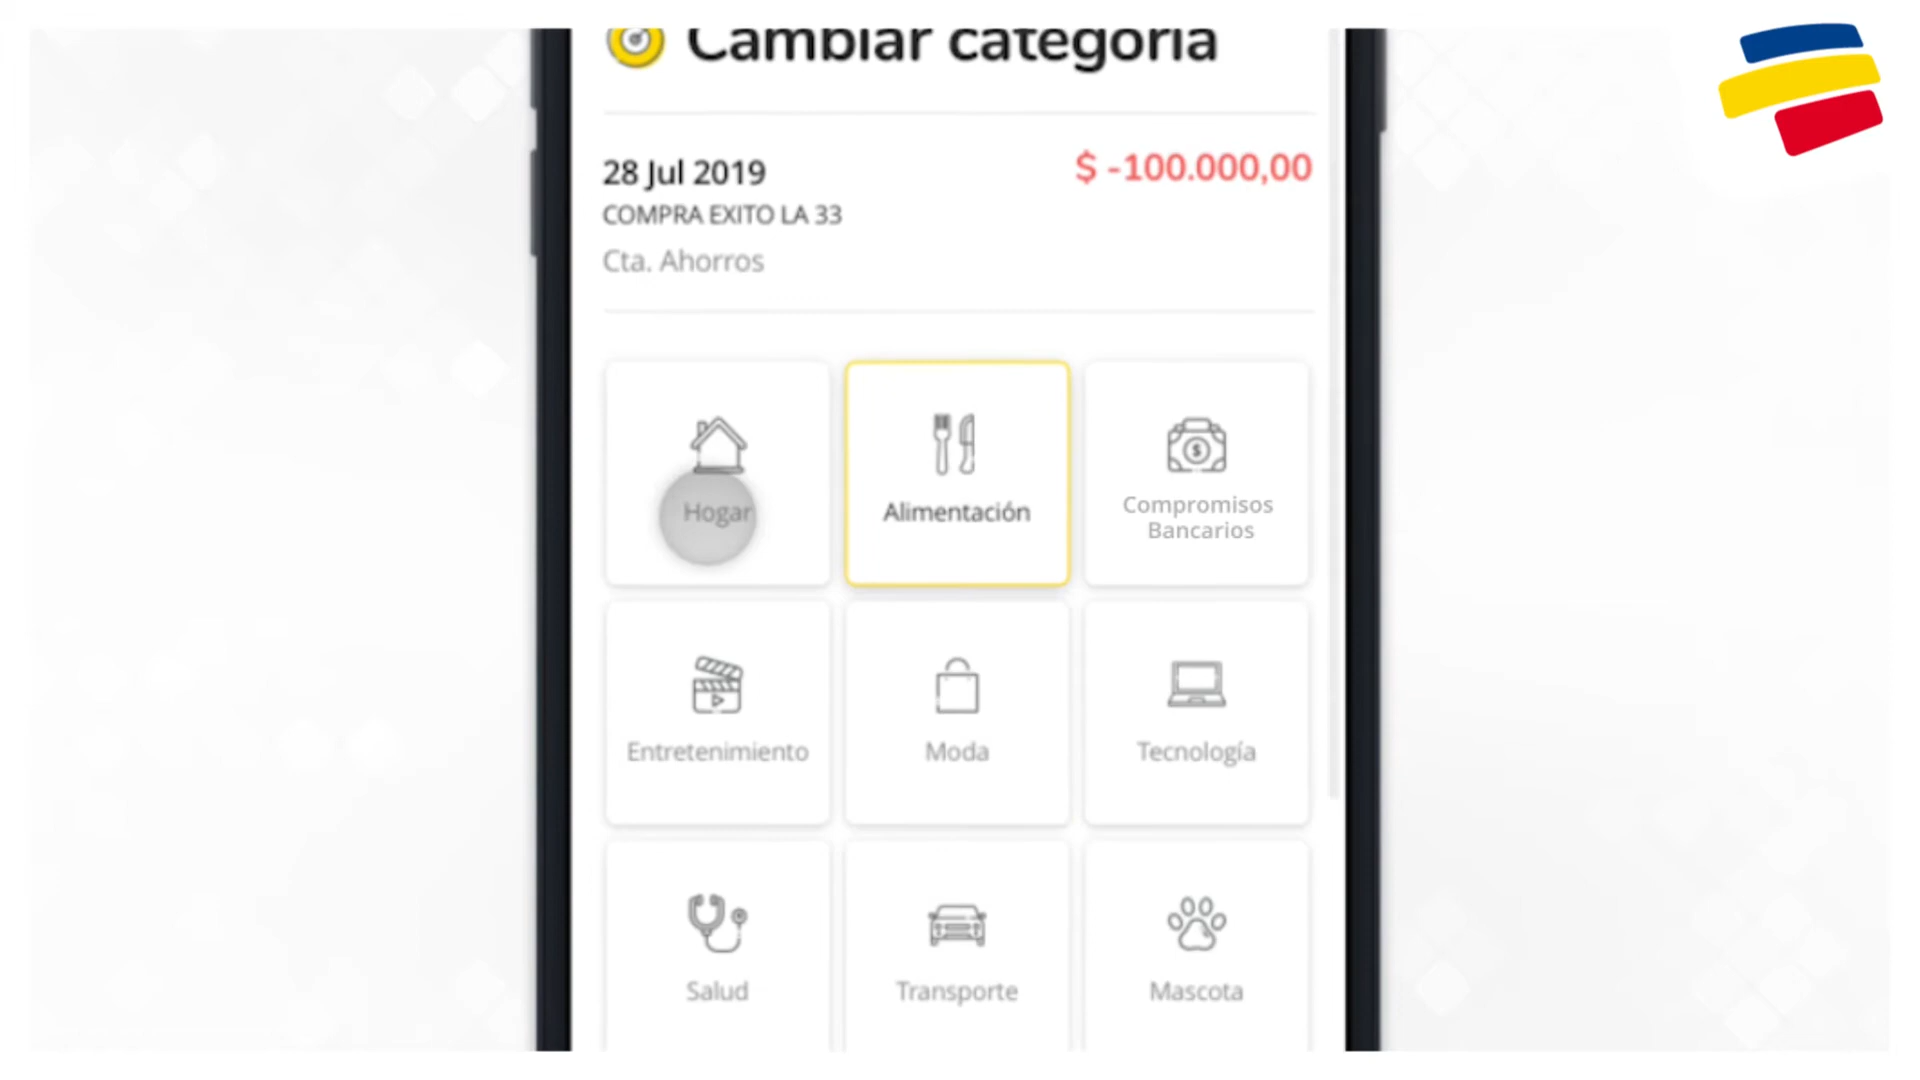 Cambiar categoría
28 Jul 2019
$ -100.000,00
COMPRA EXITO LA 33
Cta. Ahorros
Hogar
Alimentación
Compromisos
Bancarios
Entretenimiento
Moda
Tecnología
Salud
Transporte
Mascota